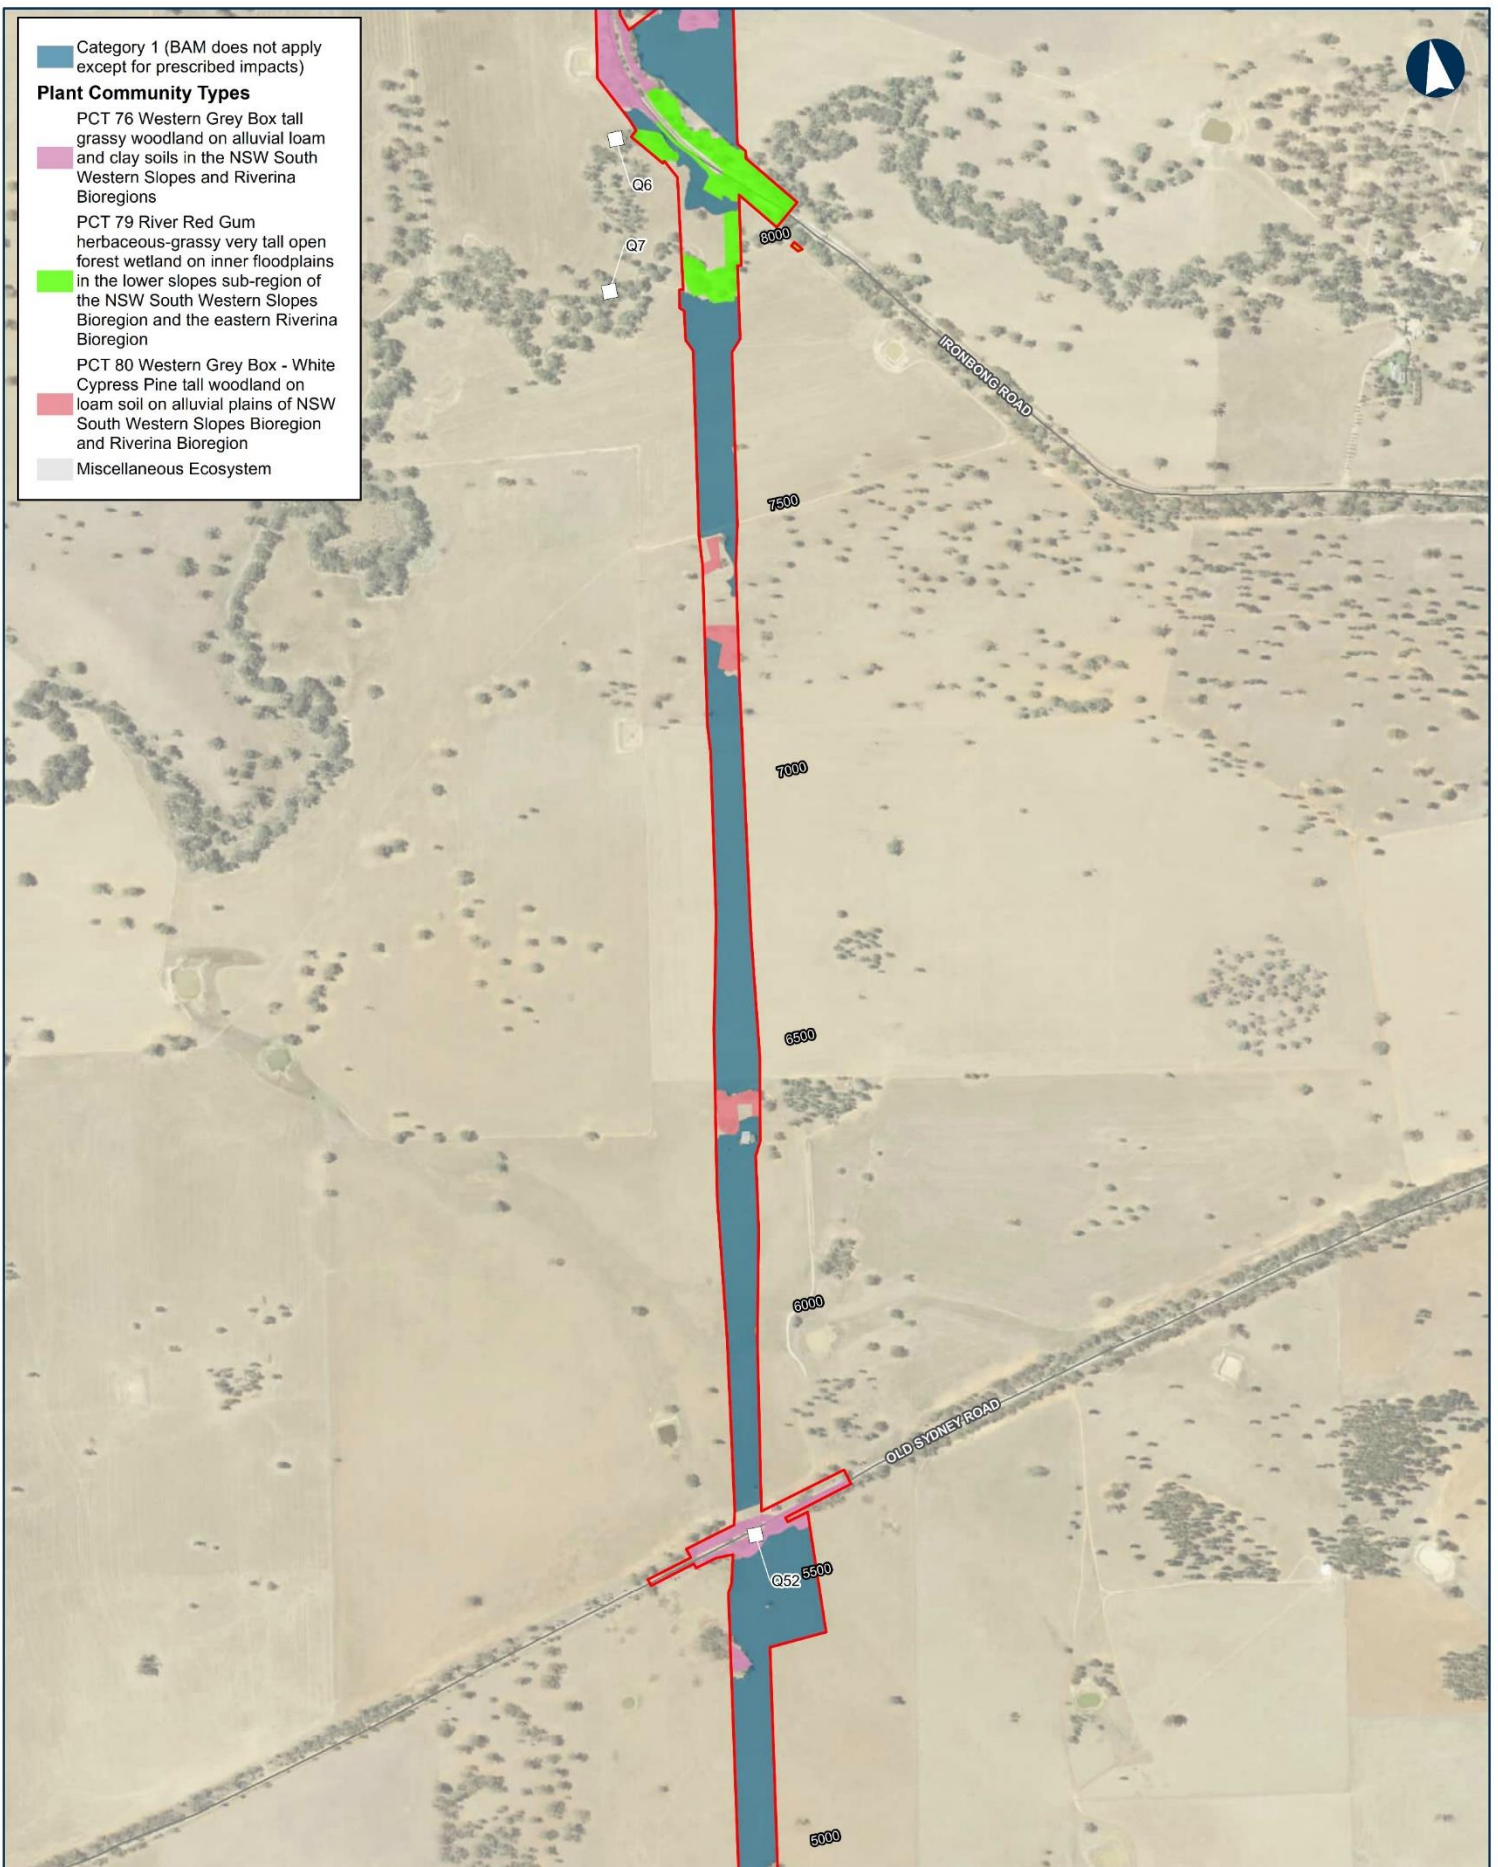 Category 1 (BAM does not apply
except for prescribed impacts)
Plant Community Types
PCT 76 Western Grey Box tall
grassy woodland on alluvial loam
and clay soils in the NSW South
Western Slopes and Riverina
Bioregions
PCT 79 River Red Gum
herbaceous-grassy very tall open
forest wetland on inner floodplains
in the lower slopes sub-region of
the NSW South Western Slopes
Bioregion and the eastern Riverina
Bioregion
PCT 80 Western Grey Box - White
Cypress Pine tall woodland on
loam soil on alluvial plains of NSW
South Western Slopes Bioregion
and Riverina Bioregion
Miscellaneous Ecosystem
Q6
Q7
8000
IRONBONG ROAD
7500
7000
6500
6000
OLD SYDNEY ROAD
Q52
5500
5000